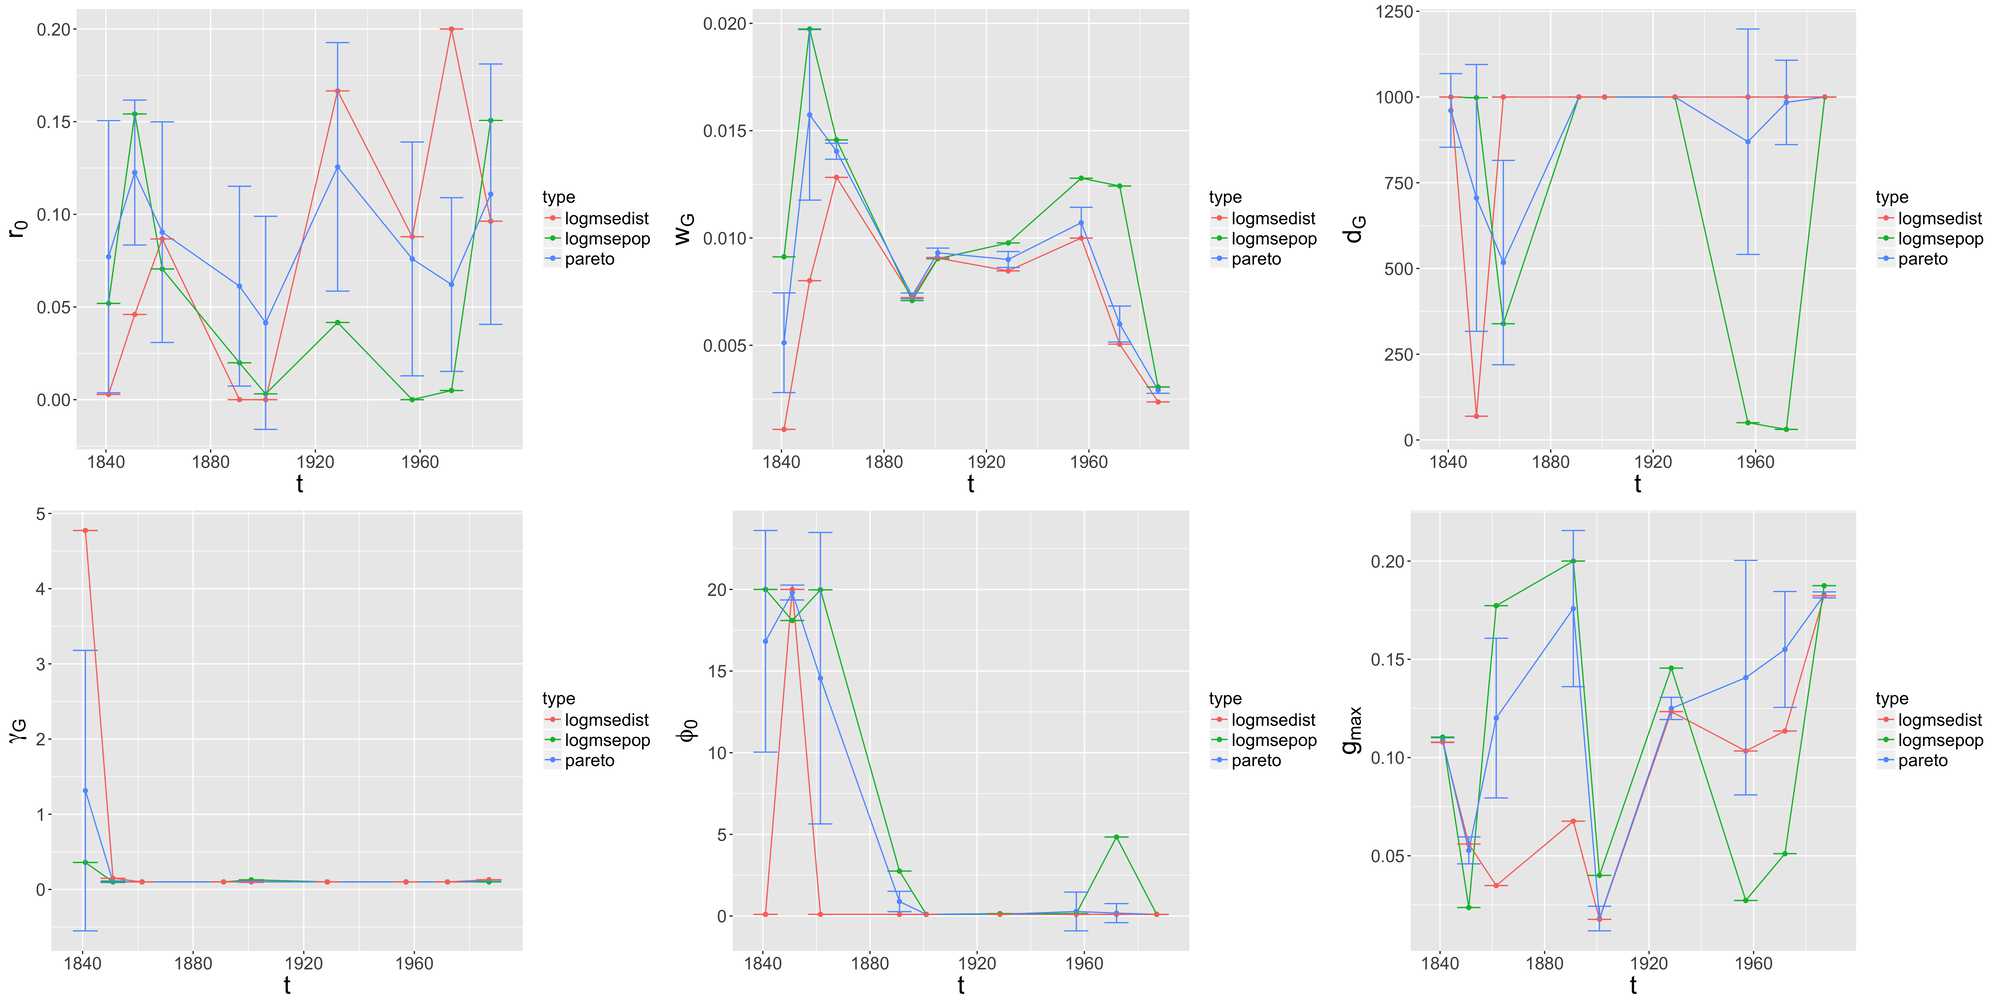 0.20
0.15
0.10
0.05
0.00
r0
1840 1880 1920 1960
t
type
logmsedist
logmsepop
pareto
0.020
0.015
0.010
0.005
wG
1840 1880 1920 1960
t
type
logmsedist
logmsepop
pareto
1250
1000
750
500
250
0
dG
1840 1880 1920 1960
t
type
logmsedist
logmsepop
pareto
5
4
3
2
1
0
γG
1840 1880 1920 1960
t
type
logmsedist
logmsepop
pareto
20
15
10
5
0
ϕ0
1840 1880 1920 1960
t
type
logmsedist
logmsepop
pareto
0.20
0.15
0.10
0.05
gmax
1840 1880 1920 1960
t
type
logmsedist
logmsepop
pareto